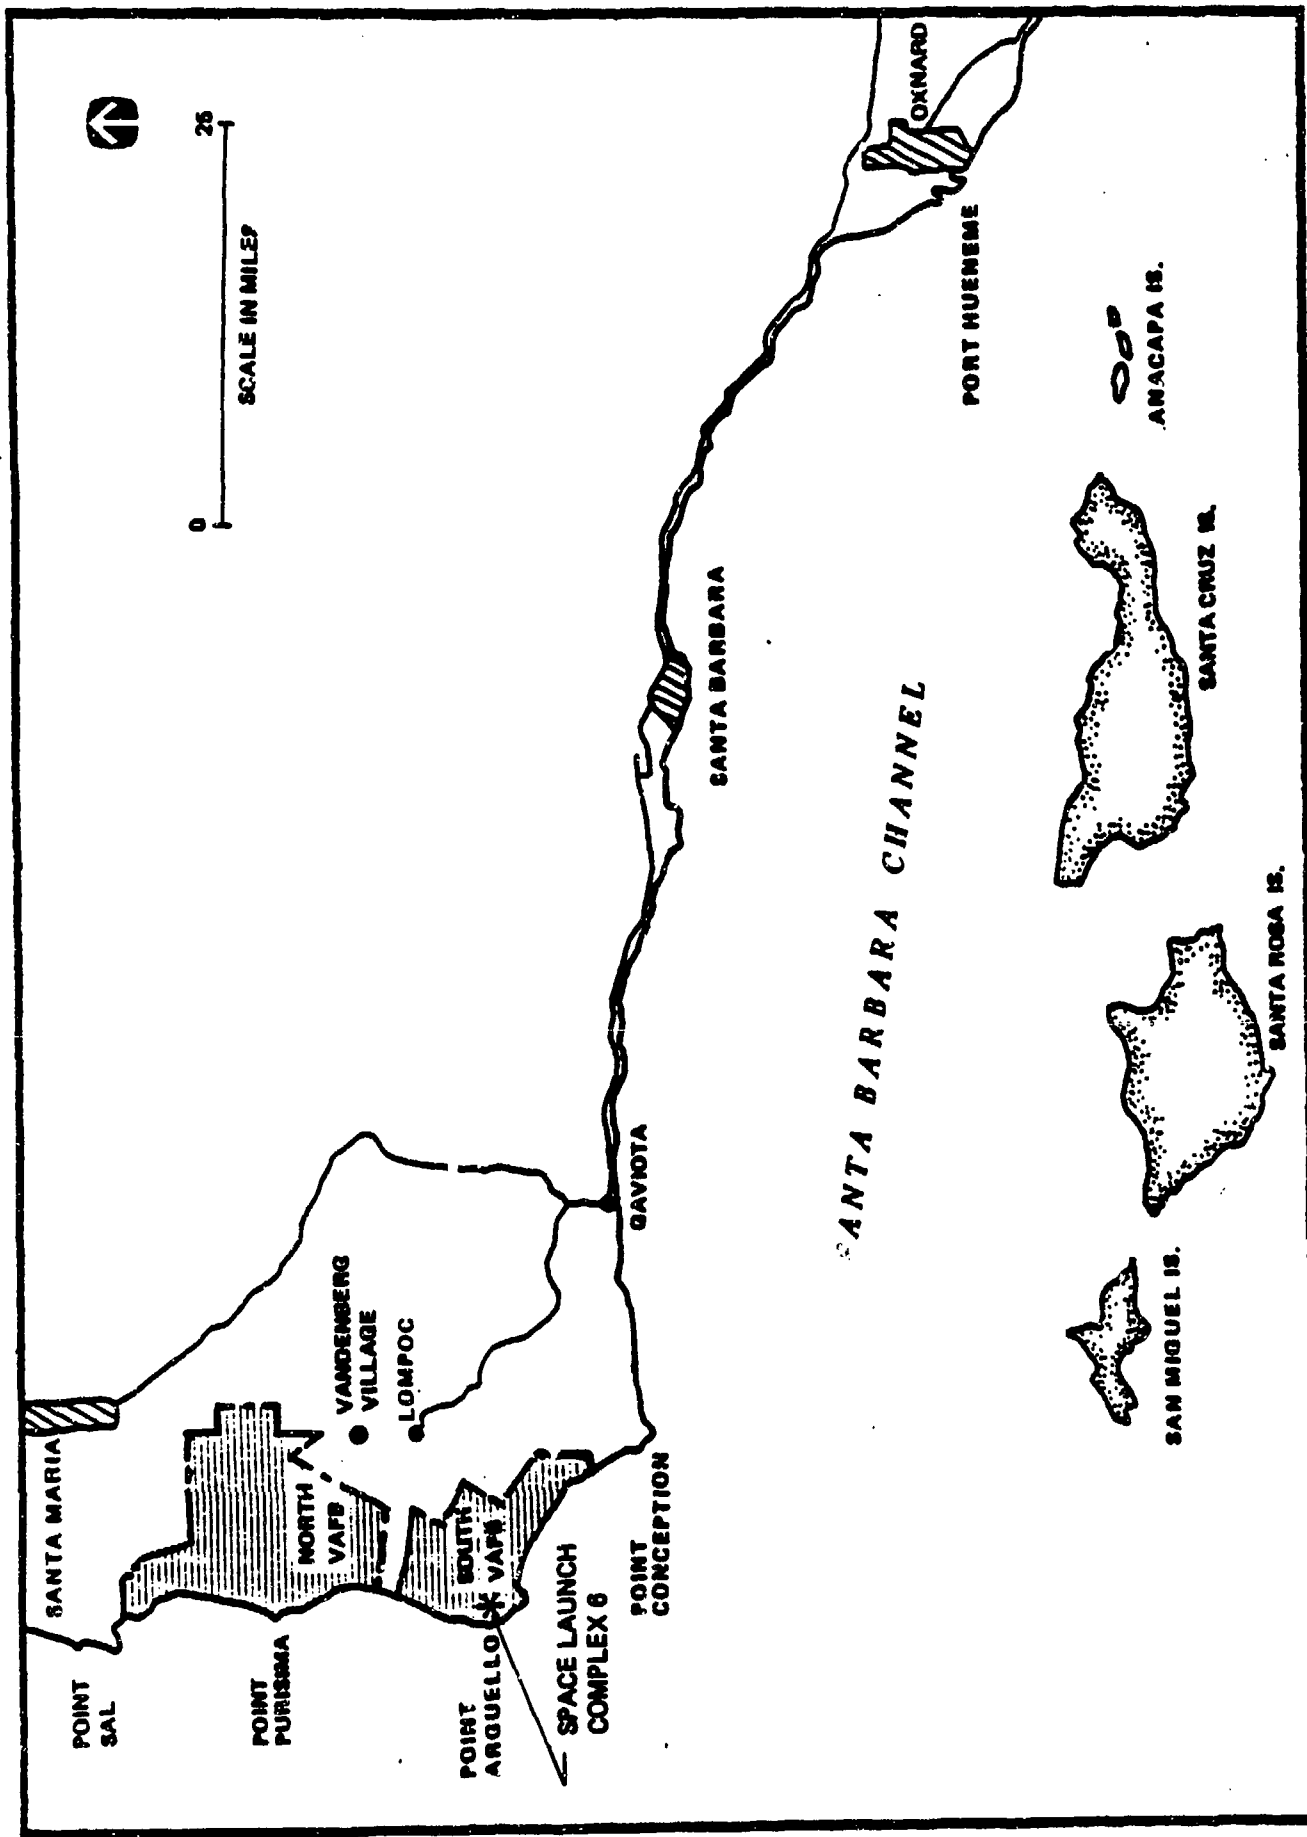 POINT
SAL
SANTA MARIA
0
25
SCALE IN MILES
POINT
PURISIMA
NORTH
VAFB
VANDENBERG
VILLAGE
LOMPOC
POINT
ARGUELLO
SOUTH
VAFB
SPACE LAUNCH
COMPLEX 6
POINT
CONCEPTION
GAVIOTA
SANTA BARBARA
OXNARD
PORT HUENEME
SANTA BARBARA CHANNEL
SAN MIGUEL IS.
SANTA ROSA IS.
SANTA CRUZ IS.
ANACAPA IS.